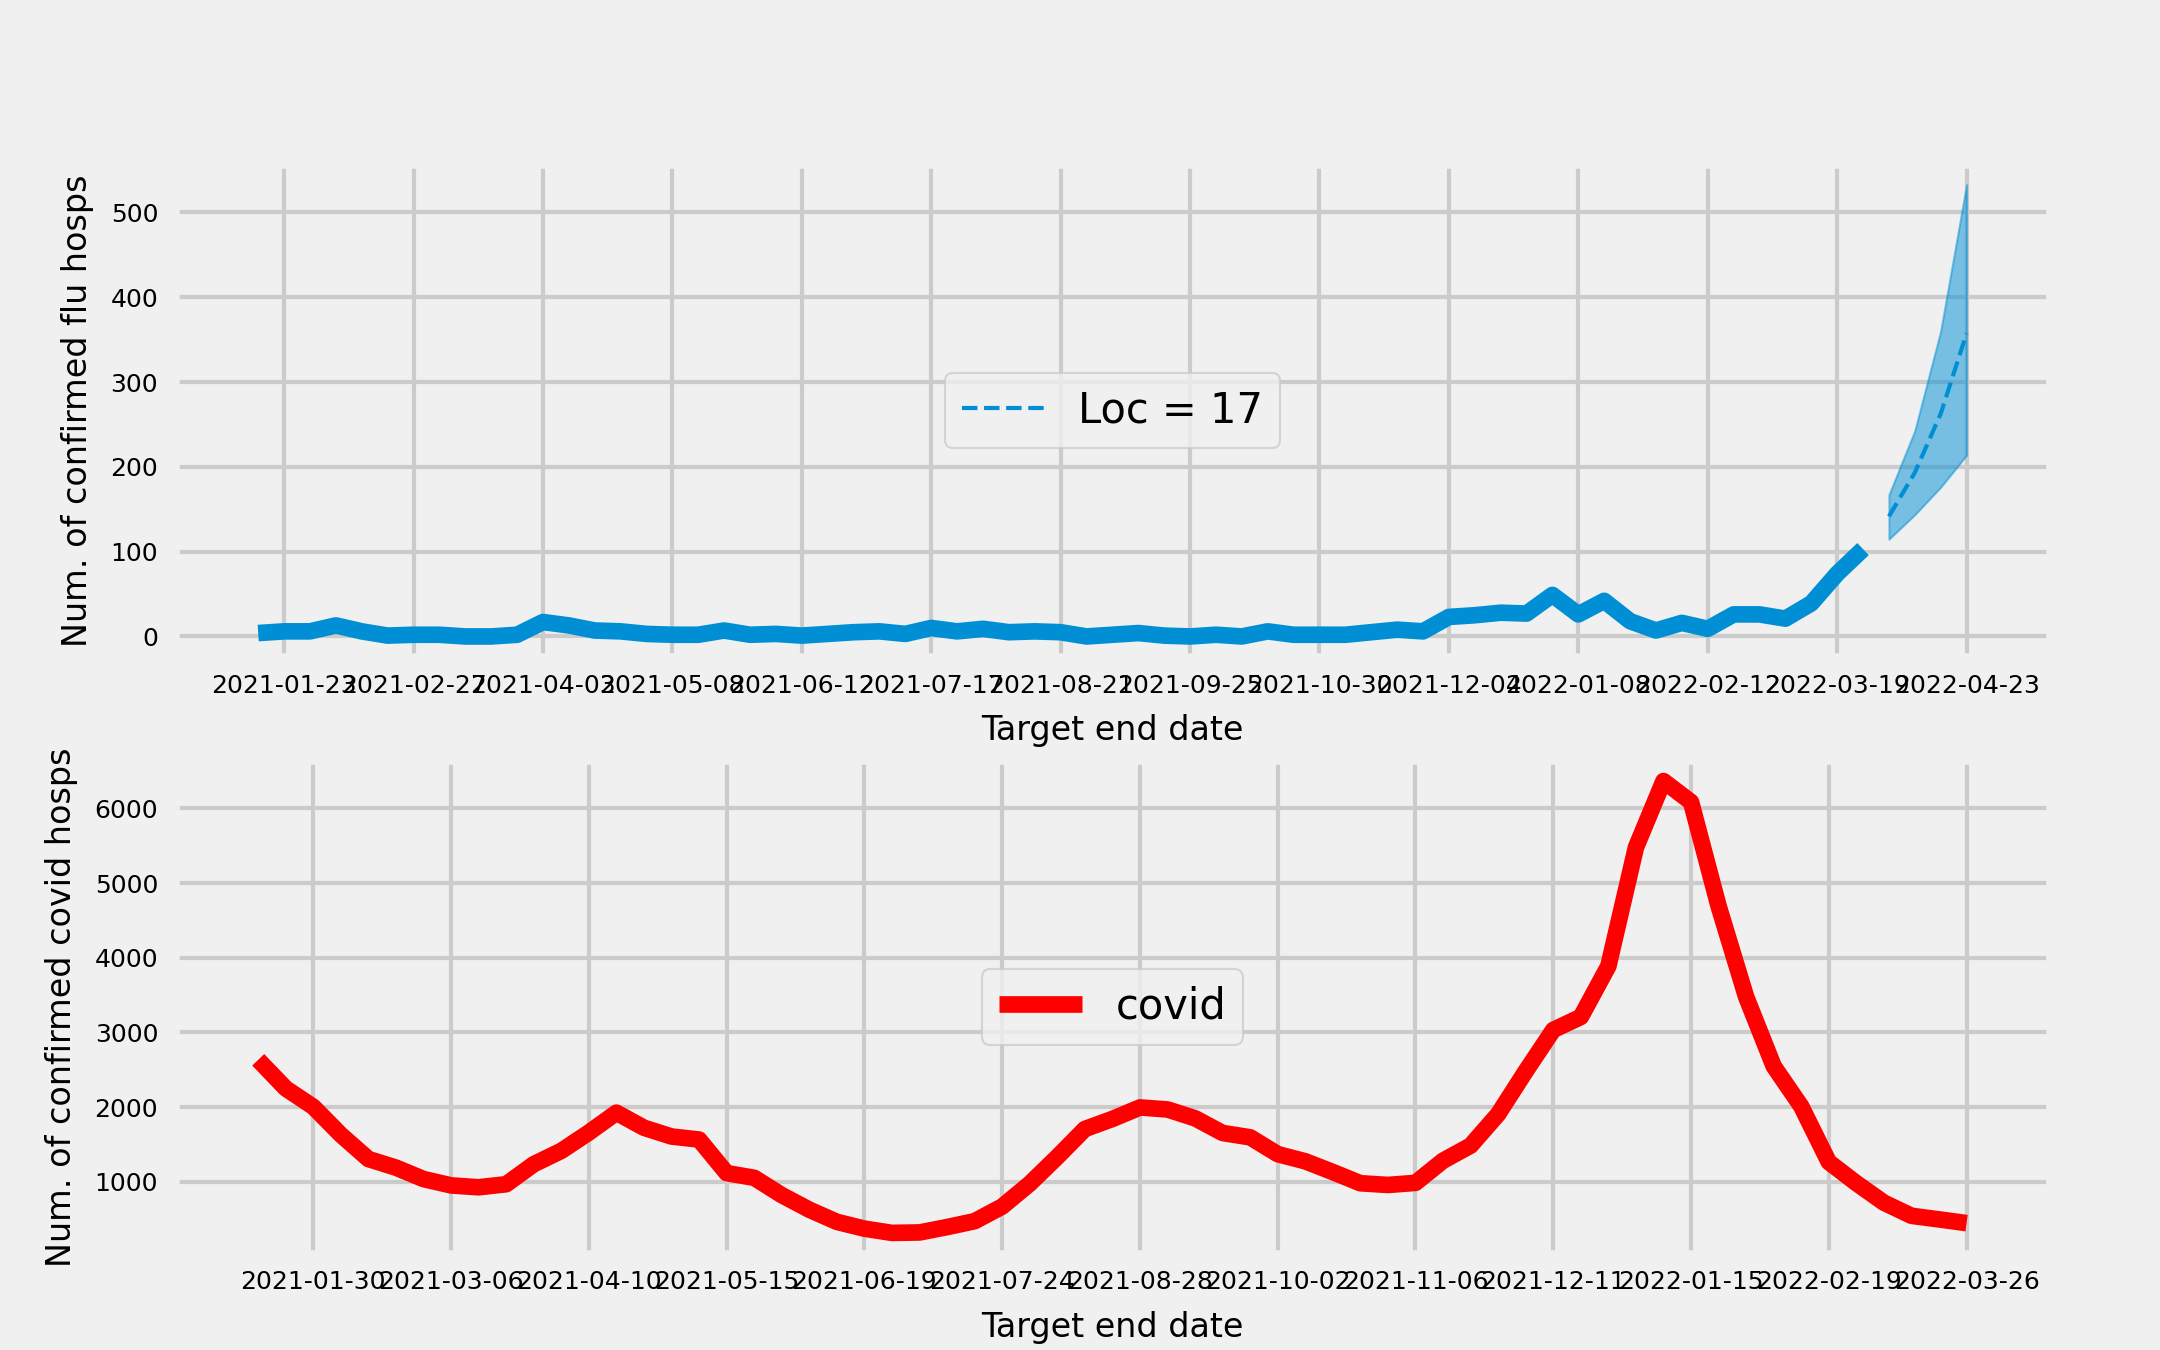 Num. of confirmed flu hosps
500
400
300
200
100
0
Loc = 17
2021-01-23 2021-02-27 2021-04-03 2021-05-08 2021-06-12 2021-07-17 2021-08-21 2021-09-25 2021-10-30 2021-12-04 2022-01-08 2022-02-12 2022-03-19 2022-04-23
Target end date
Num. of confirmed covid hosps
6000
5000
4000
3000
2000
1000
covid
2021-01-30 2021-03-06 2021-04-10 2021-05-15 2021-06-19 2021-07-24 2021-08-28 2021-10-02 2021-11-06 2021-12-11 2022-01-15 2022-02-19 2022-03-26
Target end date